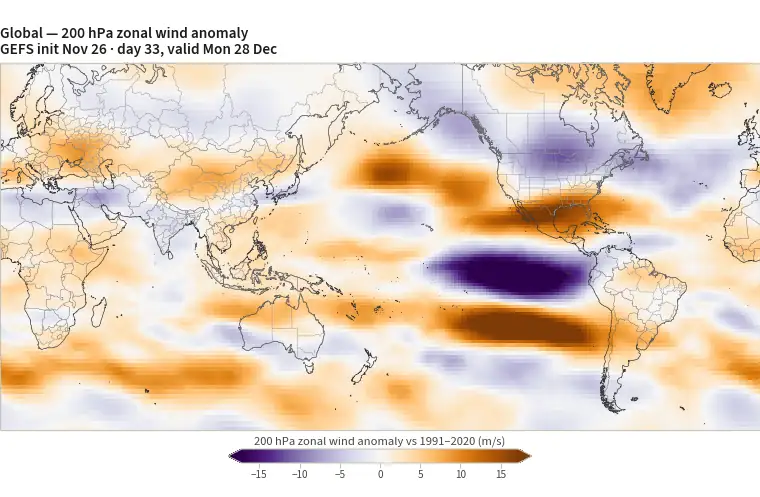 Global — 200 hPa zonal wind anomaly
GEFS init Nov 26 · day 33, valid Mon 28 Dec
200 hPa zonal wind anomaly vs 1991–2020 (m/s)
−15 −10 −5 0 5 10 15